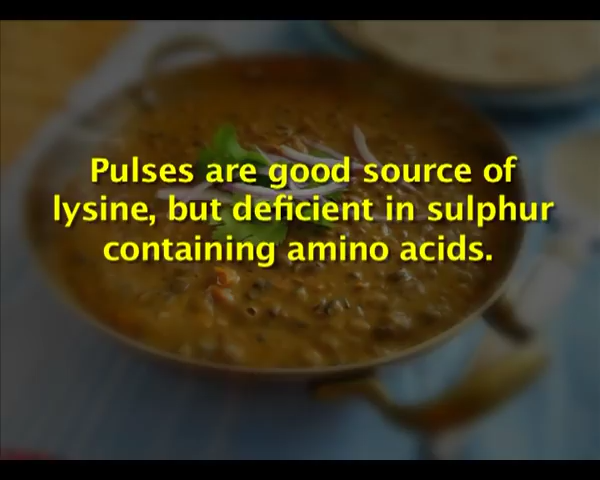 Pulses are good source of
lysine, but deficient in sulphur
containing amino acids.